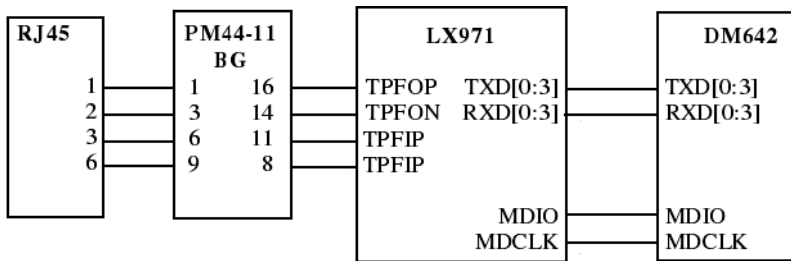 RJ45
1
2
3
6
PM44-11
BG
1 16
3 14
6 11
9 8
LX971
TPFOP TXD[0:3]
TPFON RXD[0:3]
TPFIP
TPFIP
MDIO
MDCLK
DM642
TXD[0:3]
RXD[0:3]
MDIO
MDCLK